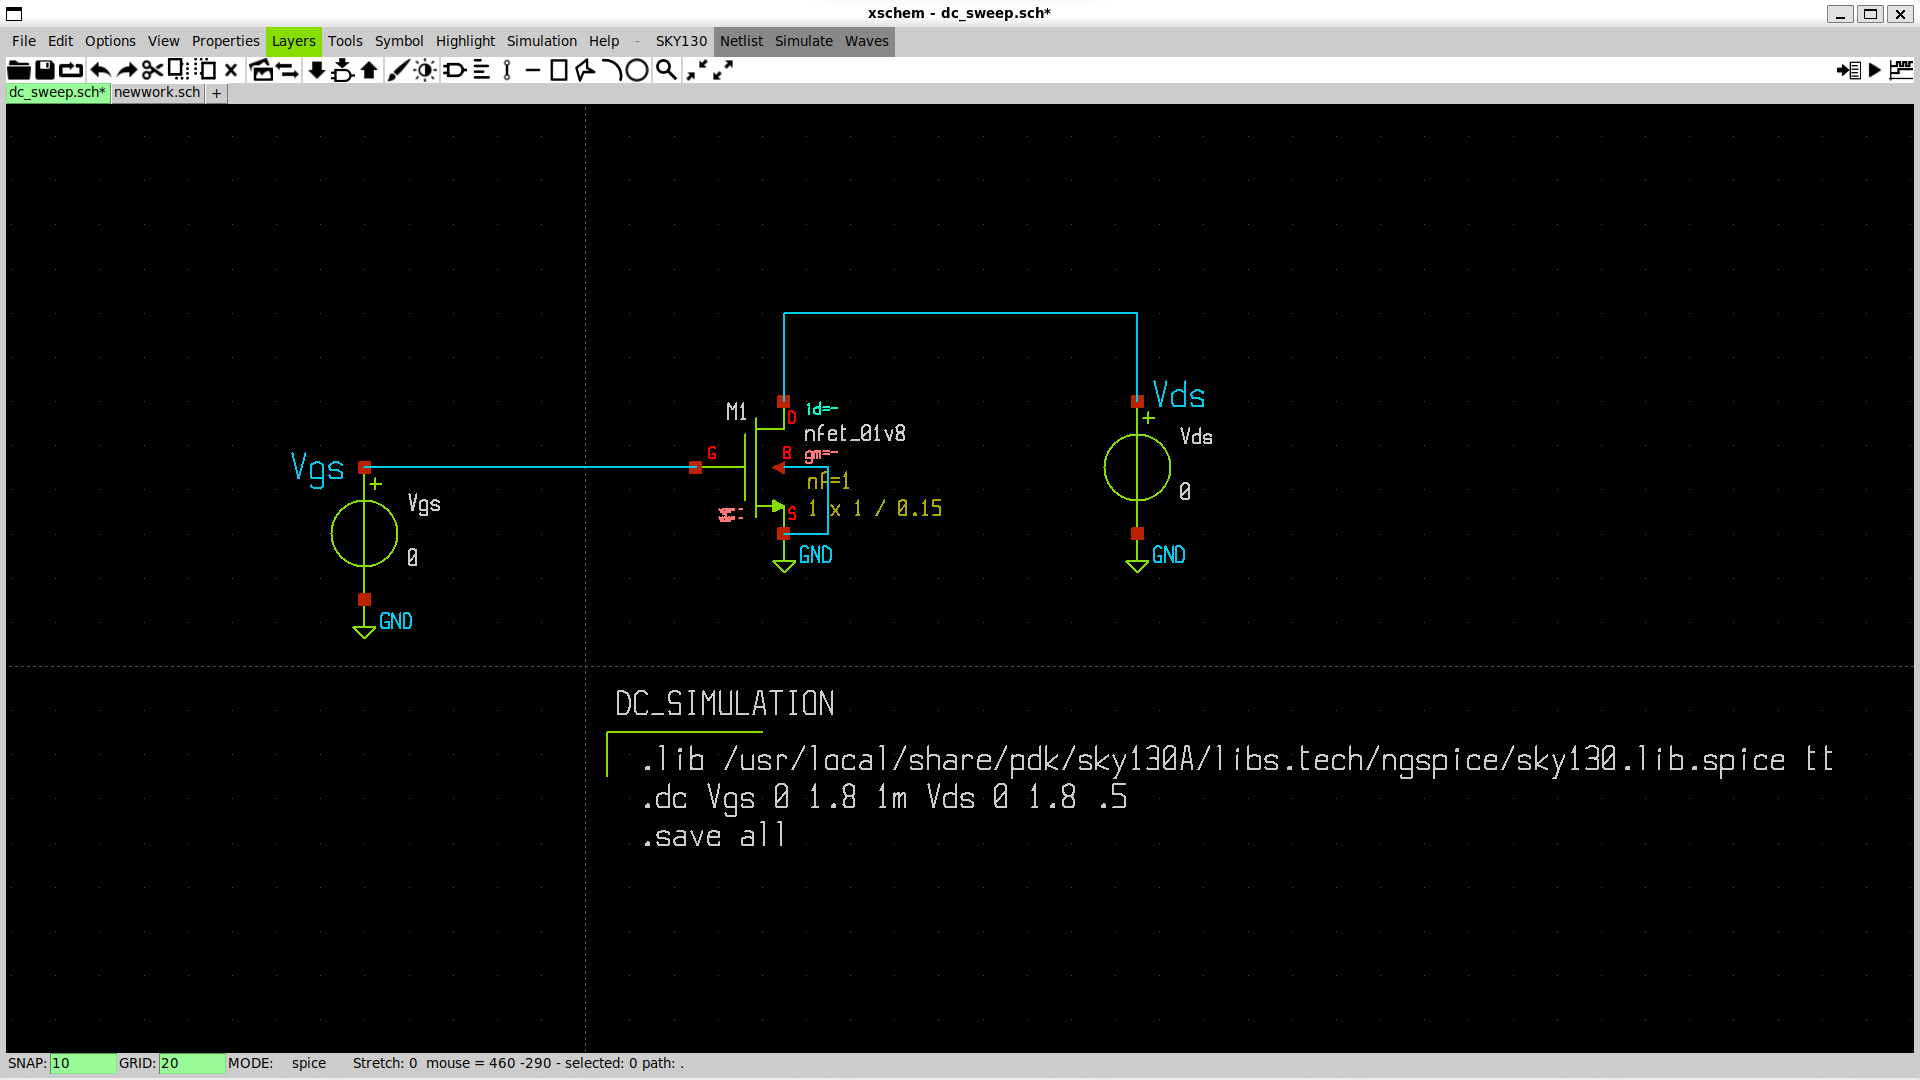 xschem - dc_sweep.sch*
File Edit Options View Properties Layers Tools Symbol Highlight Simulation Help - SKY130 Netlist Simulate Waves
dc_sweep.sch* newwork.sch +
Vds
M1
D
id=-
+
nfet_01v8
Vds
G
B
gm=-
Vgs
+
nf=1
0
Vgs
S
1 x 1 / 0.15
0
GND
GND
GND
DC_SIMULATION
.lib /usr/local/share/pdk/sky130A/libs.tech/ngspice/sky130.lib.spice tt
.dc Vgs 0 1.8 1m Vds 0 1.8 .5
.save all
SNAP: 10 GRID: 20 MODE: spice Stretch: 0 mouse = 460 -290 - selected: 0 path: .